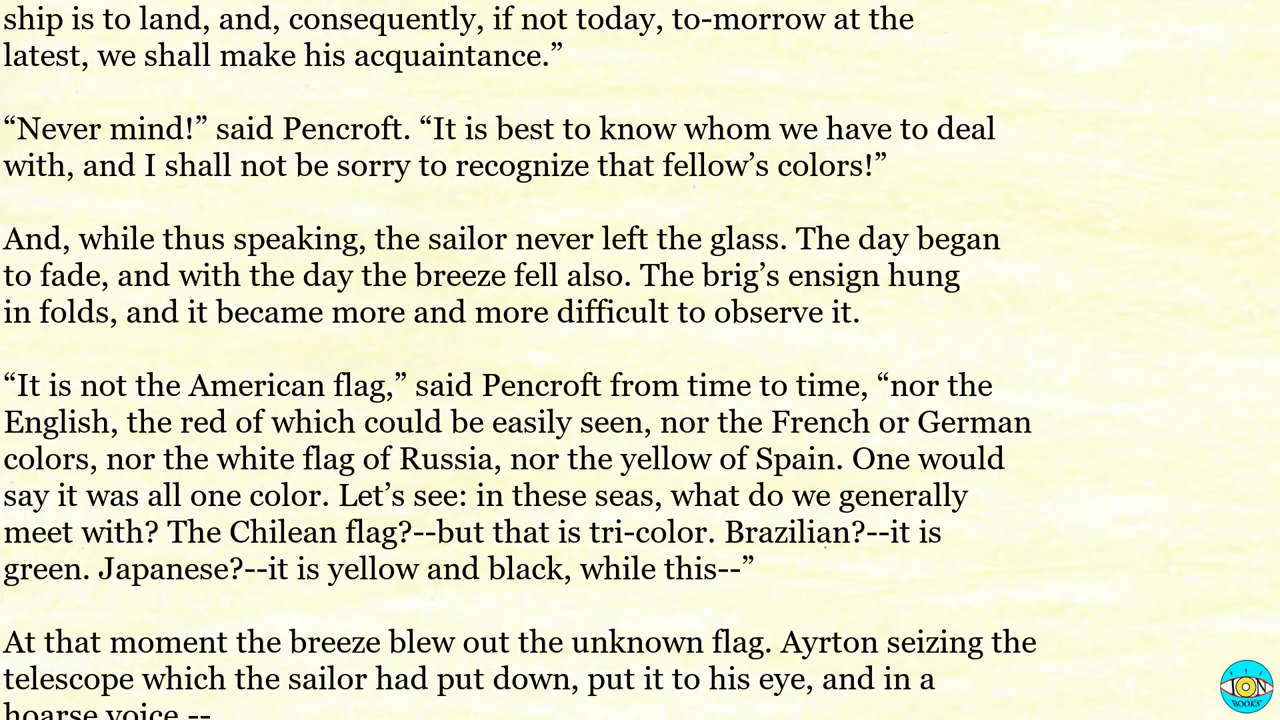 ship is to land, and, consequently, if not today, to-morrow at the
latest, we shall make his acquaintance.”
“Never mind!” said Pencroft. “It is best to know whom we have to deal
with, and I shall not be sorry to recognize that fellow’s colors!”
And, while thus speaking, the sailor never left the glass. The day began
to fade, and with the day the breeze fell also. The brig’s ensign hung
in folds, and it became more and more difficult to observe it.
“It is not the American flag,” said Pencroft from time to time, “nor the
English, the red of which could be easily seen, nor the French or German
colors, nor the white flag of Russia, nor the yellow of Spain. One would
say it was all one color. Let’s see: in these seas, what do we generally
meet with? The Chilean flag?--but that is tri-color. Brazilian?--it is
green. Japanese?--it is yellow and black, while this--”
At that moment the breeze blew out the unknown flag. Ayrton seizing the
telescope which the sailor had put down, put it to his eye, and in a
hoarse voice,--
ION
BOOKS